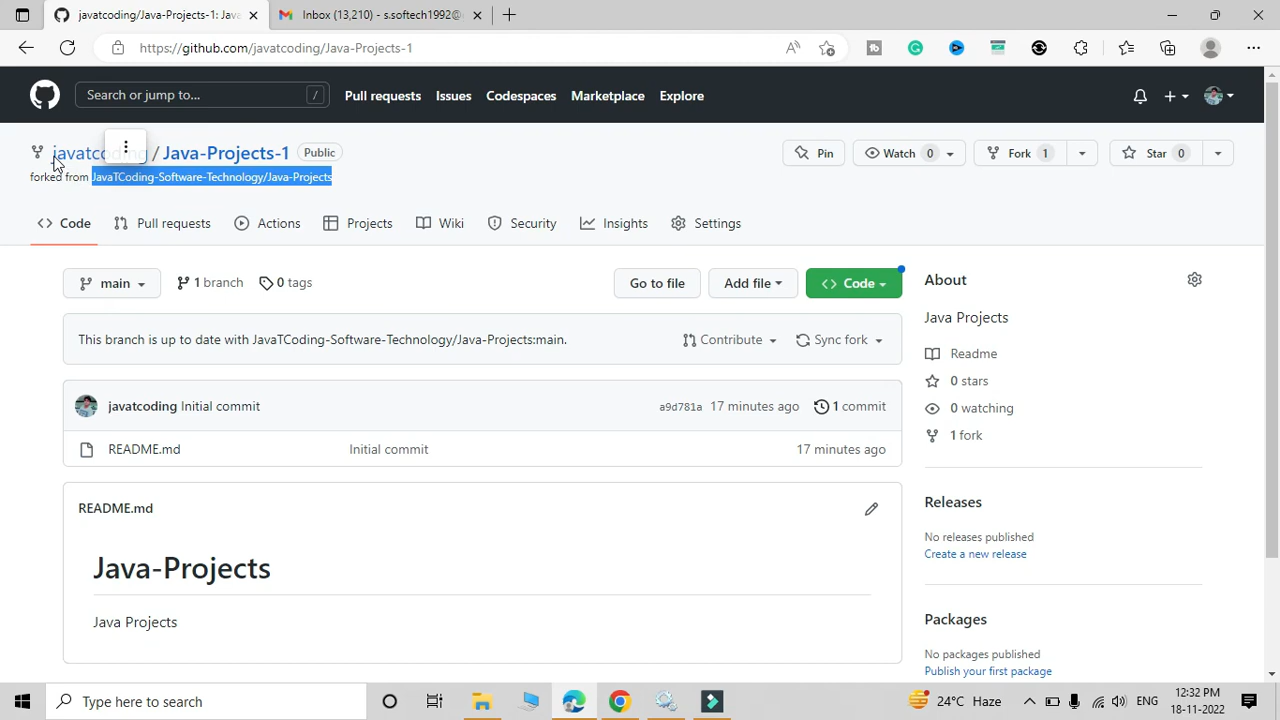 javatcoding/Java-Projects-1: Java
Inbox (13,210) - s.softech1992@
https://github.com/javatcoding/Java-Projects-1
Search or jump to...
/
Pull requests
Issues
Codespaces
Marketplace
Explore
javatcoding / Java-Projects-1
Public
Pin
Watch 0
Fork 1
Star 0
forked from JavaTCoding-Software-Technology/Java-Projects
Code
Pull requests
Actions
Projects
Wiki
Security
Insights
Settings
main
1 branch
0 tags
Go to file
Add file
Code
This branch is up to date with JavaTCoding-Software-Technology/Java-Projects:main.
Contribute
Sync fork
javatcoding Initial commit
a9d781a 17 minutes ago
1 commit
README.md
Initial commit
17 minutes ago
README.md
Java-Projects
Java Projects
About
Java Projects
Readme
0 stars
0 watching
1 fork
Releases
No releases published
Create a new release
Packages
No packages published
Publish your first package
Type here to search
24°C Haze
ENG
12:32 PM
18-11-2022